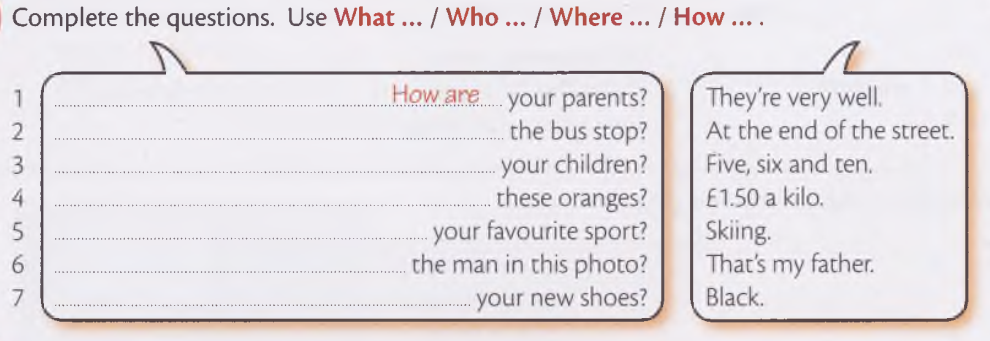 Complete the questions. Use What ... / Who ... / Where ... / How ... .
1 How are your parents? They're very well.
2 the bus stop? At the end of the street.
3 your children? Five, six and ten.
4 these oranges? £1.50 a kilo.
5 your favourite sport? Skiing.
6 the man in this photo? That's my father.
7 your new shoes? Black.